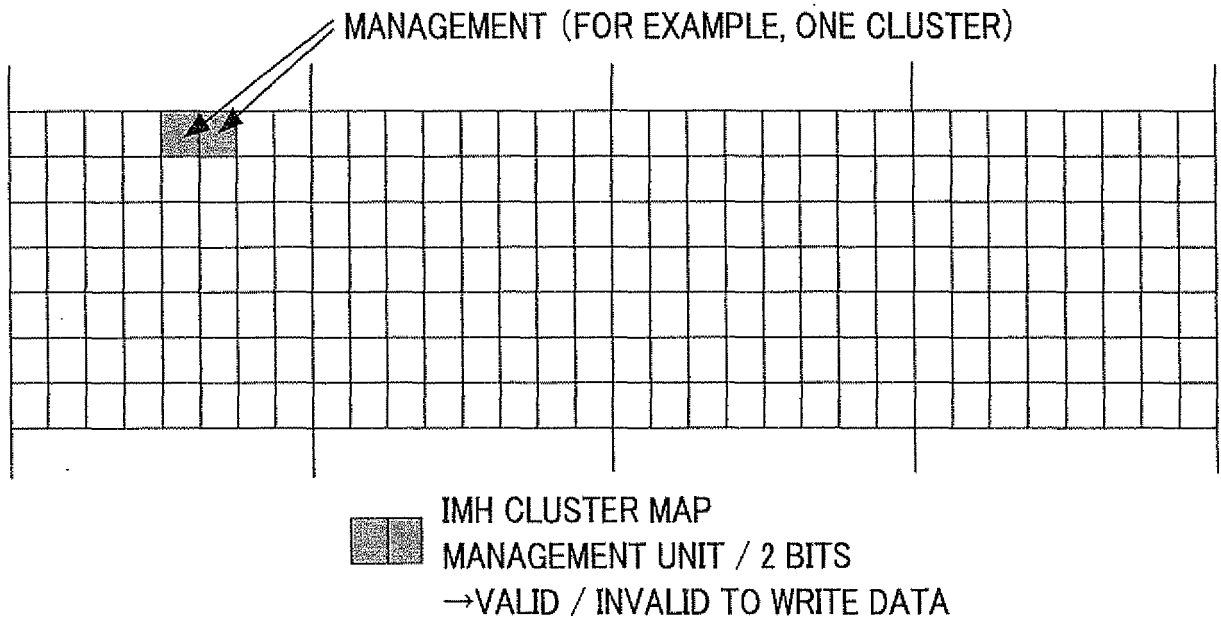 MANAGEMENT (FOR EXAMPLE, ONE CLUSTER)
IMH CLUSTER MAP
MANAGEMENT UNIT / 2 BITS
→VALID / INVALID TO WRITE DATA